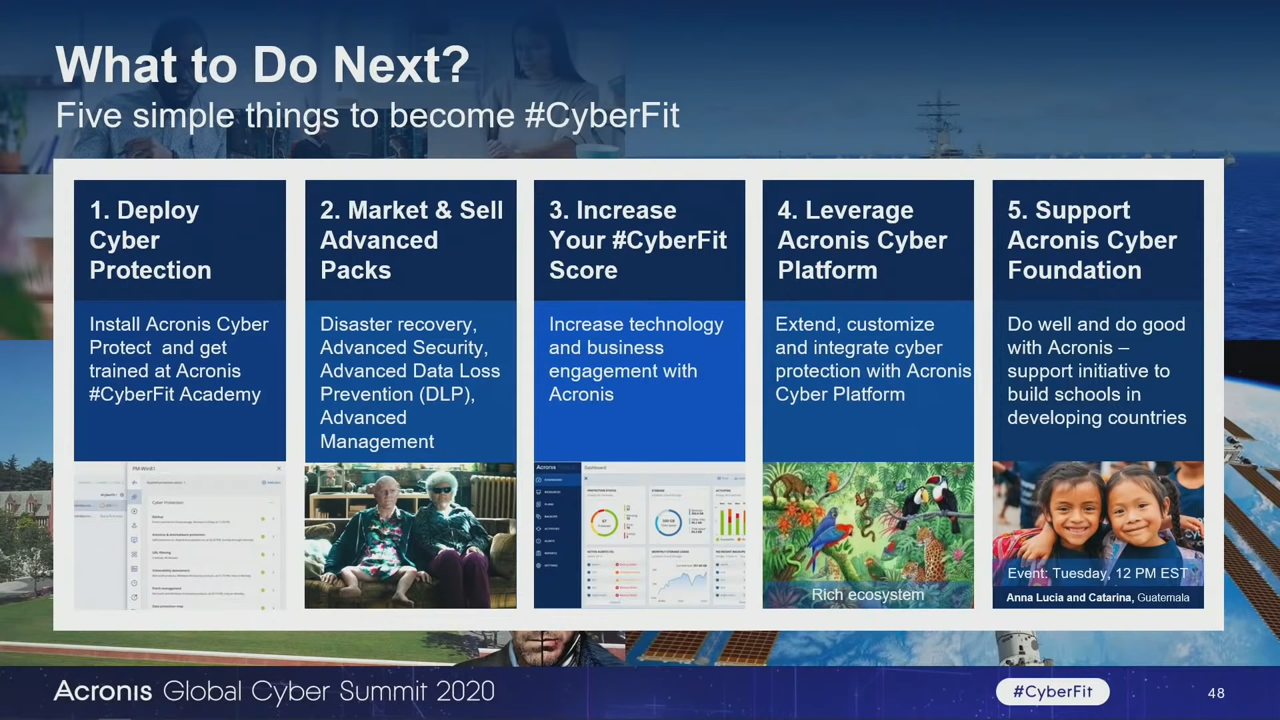 What to Do Next?
Five simple things to become #CyberFit
1. Deploy
Cyber
Protection
Install Acronis Cyber
Protect and get
trained at Acronis
#CyberFit Academy
2. Market & Sell
Advanced
Packs
Disaster recovery,
Advanced Security,
Advanced Data Loss
Prevention (DLP),
Advanced
Management
3. Increase
Your #CyberFit
Score
Increase technology
and business
engagement with
Acronis
Acronis
Dashboard
4. Leverage
Acronis Cyber
Platform
Extend, customize
and integrate cyber
protection with Acronis
Cyber Platform
Rich ecosystem
5. Support
Acronis Cyber
Foundation
Do well and do good
with Acronis –
support initiative to
build schools in
developing countries
Event: Tuesday, 12 PM EST
Anna Lucia and Catarina, Guatemala
Acronis Global Cyber Summit 2020
#CyberFit
48